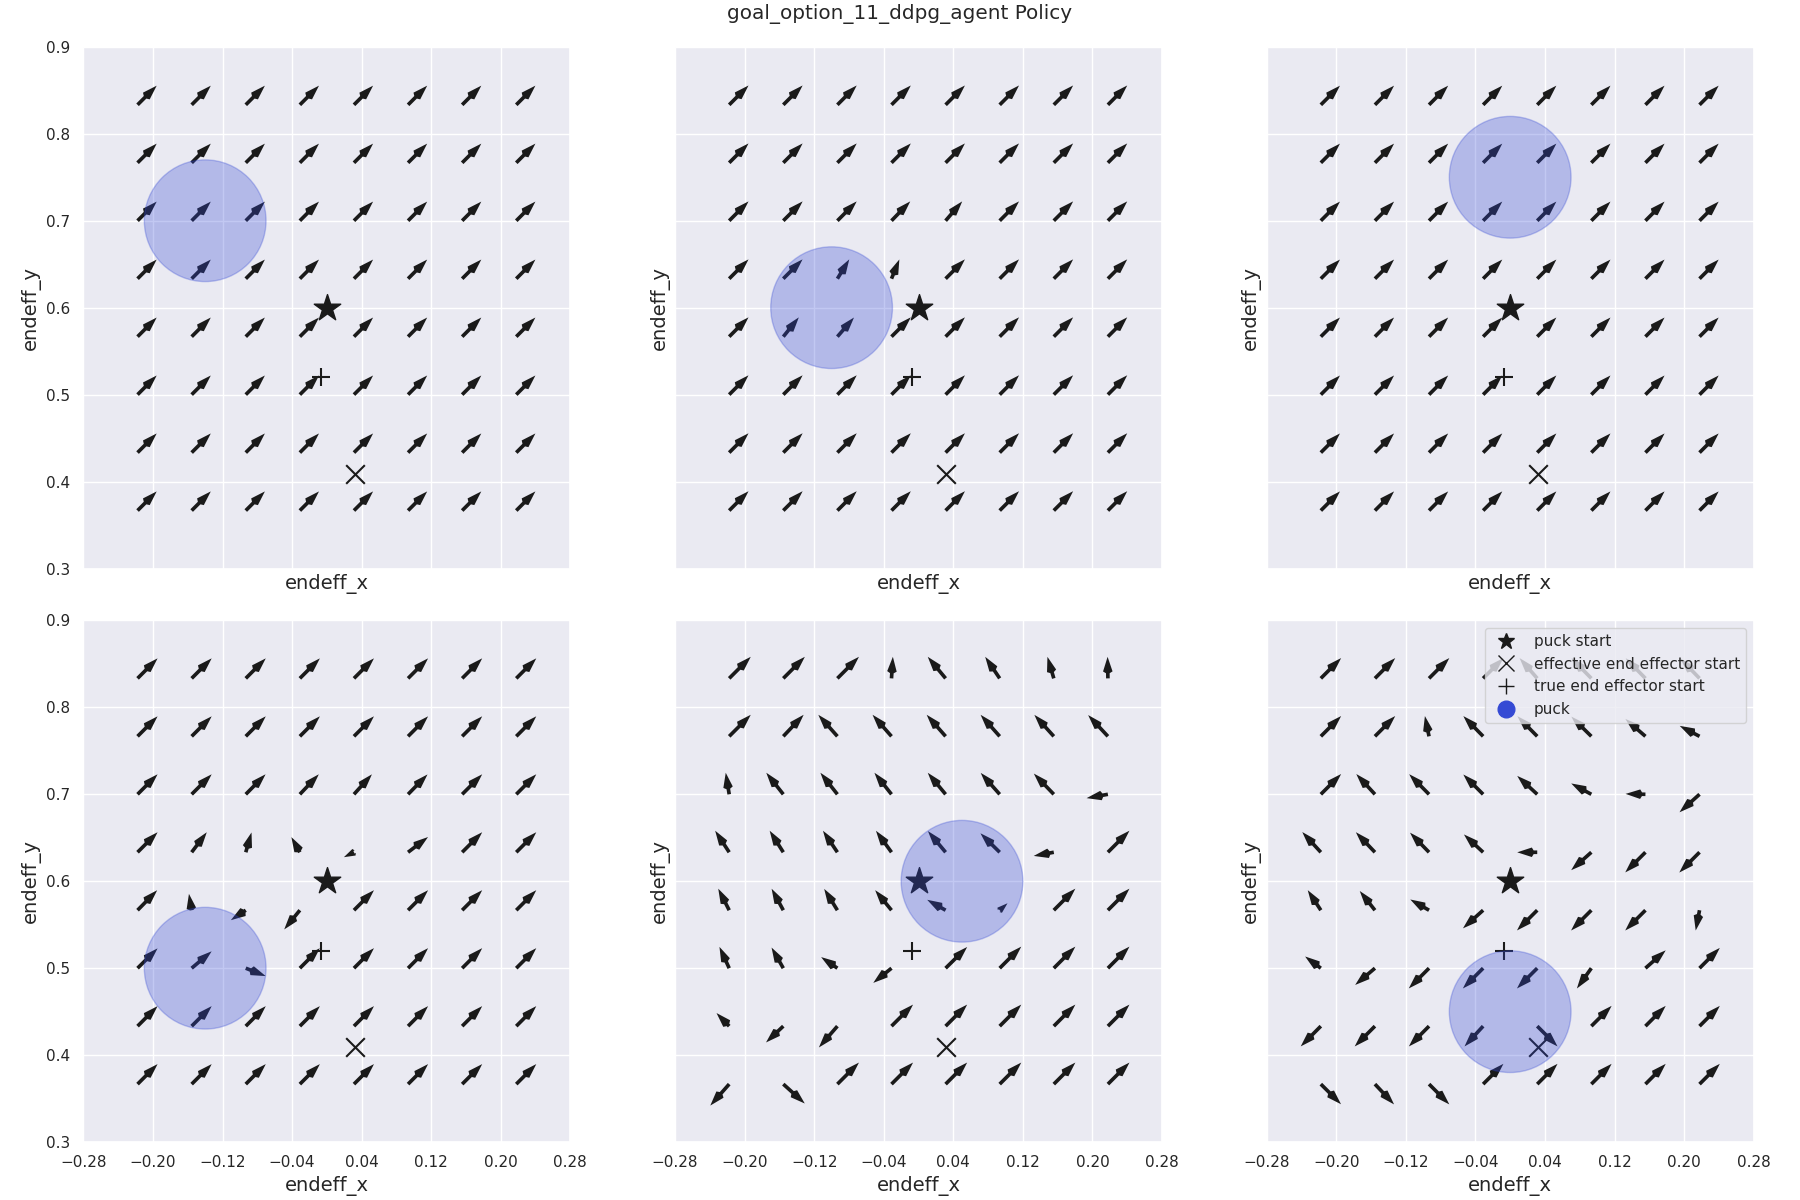 goal_option_11_ddpg_agent Policy
0.9
0.8
0.7
0.6
0.5
0.4
0.3
endeff_y
endeff_x
endeff_y
endeff_x
endeff_y
endeff_x
0.9
0.8
0.7
0.6
0.5
0.4
0.3
endeff_y
−0.28 −0.20 −0.12 −0.04 0.04 0.12 0.20 0.28
endeff_x
endeff_y
−0.28 −0.20 −0.12 −0.04 0.04 0.12 0.20 0.28
endeff_x
puck start
effective end effector start
true end effector start
puck
endeff_y
−0.28 −0.20 −0.12 −0.04 0.04 0.12 0.20 0.28
endeff_x